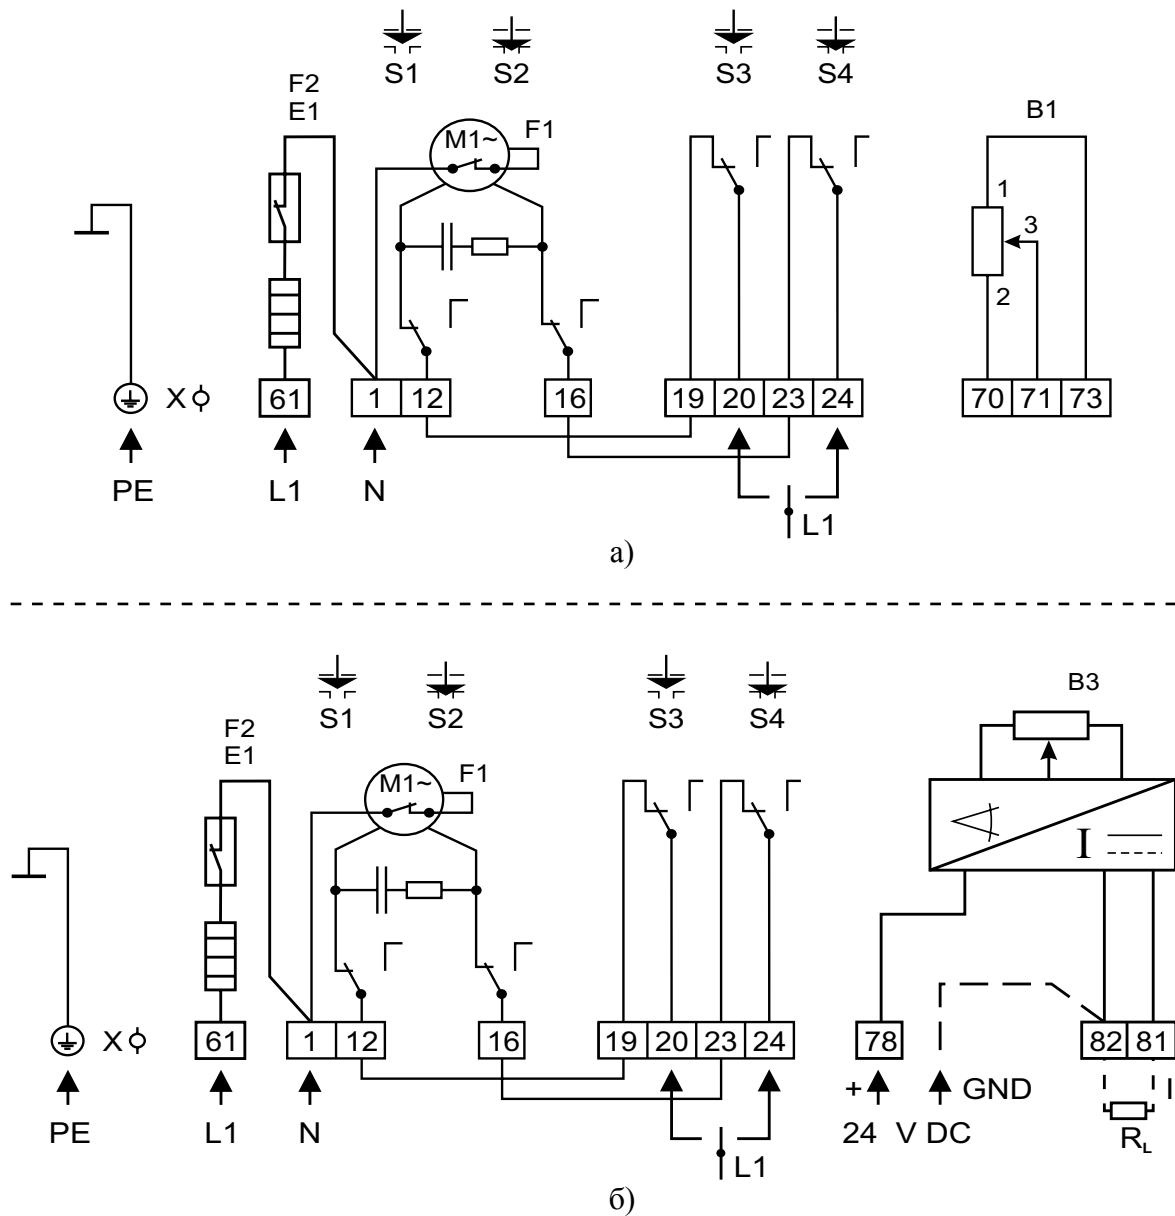 S1 S2 S3 S4
F2
E1
M1~ F1
B1
1
3
2
X
61 1 12 16 19 20 23 24 70 71 73
PE L1 N L1
а)
S1 S2 S3 S4
B3
F2
E1
M1~ F1
I
X
61 1 12 16 19 20 23 24 78 82 81
+ GND I
PE L1 N 24 V DC RL
L1
б)